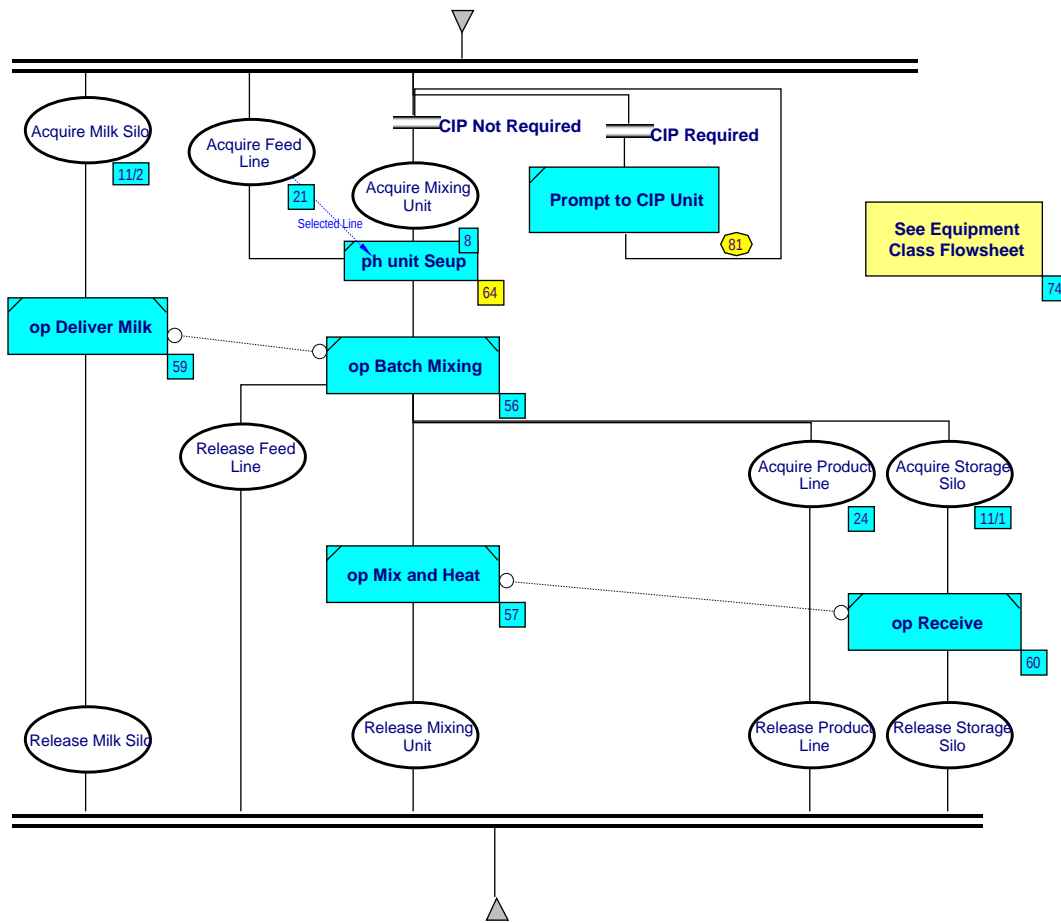 CIP Not Required
CIP Required
Acquire Milk Silo
11/2
Acquire Feed
Line
21
Selected Line
Acquire Mixing
Unit
8
Prompt to CIP Unit
81
See Equipment
Class Flowsheet
74
ph unit Seup
64
op Deliver Milk
59
op Batch Mixing
56
Release Feed
Line
Acquire Product
Line
24
Acquire Storage
Silo
11/1
op Mix and Heat
57
op Receive
60
Release Milk Silo
Release Mixing
Unit
Release Product
Line
Release Storage
Silo